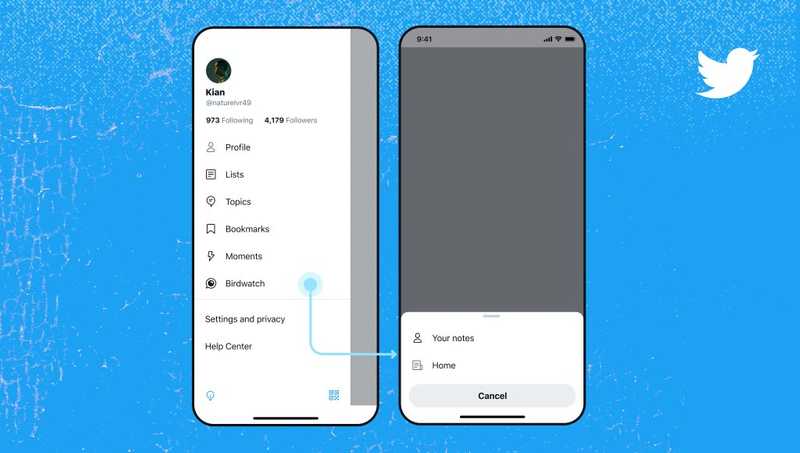 Kian
@natureivr49
973 Following 4,179 Followers
Profile
Lists
Topics
Bookmarks
Moments
Birdwatch
Settings and privacy
Help Center
9:41
Your notes
Home
Cancel